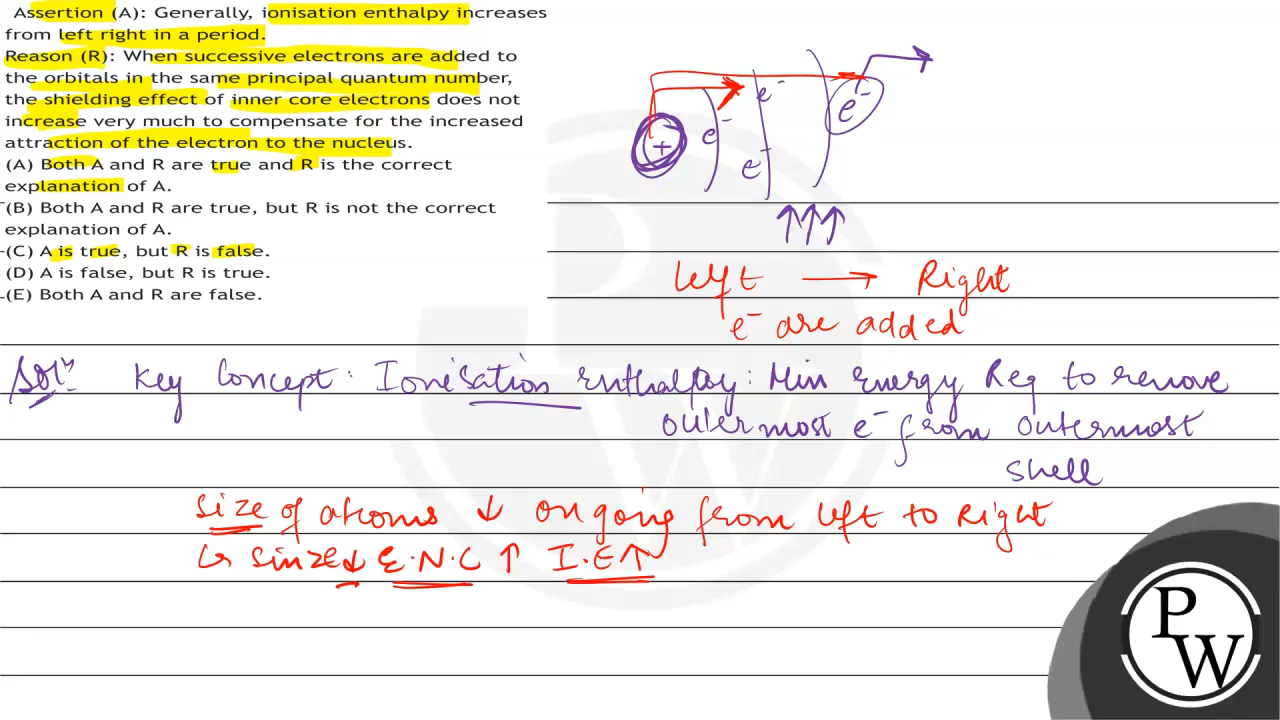 Assertion (A): Generally, ionisation enthalpy increases
from left right in a period.
Reason (R): When successive electrons are added to
the orbitals in the same principal quantum number,
the shielding effect of inner core electrons does not
increase very much to compensate for the increased
attraction of the electron to the nucleus.
(A) Both A and R are true and R is the correct
explanation of A.
(B) Both A and R are true, but R is not the correct
explanation of A.
(C) A is true, but R is false.
(D) A is false, but R is true.
(E) Both A and R are false.
+ e⁻ e⁻ e⁻ e⁻
↑↑↑
Left → Right
e⁻ are added
Solⁿ: Key Concept: Ionisation Enthalpy: Min energy Req to remove
outermost e⁻ from outermost
shell
Size of atoms ↓ on going from left to Right
↳ sinze↓ E.N.C ↑ I.E↑
PW
PW